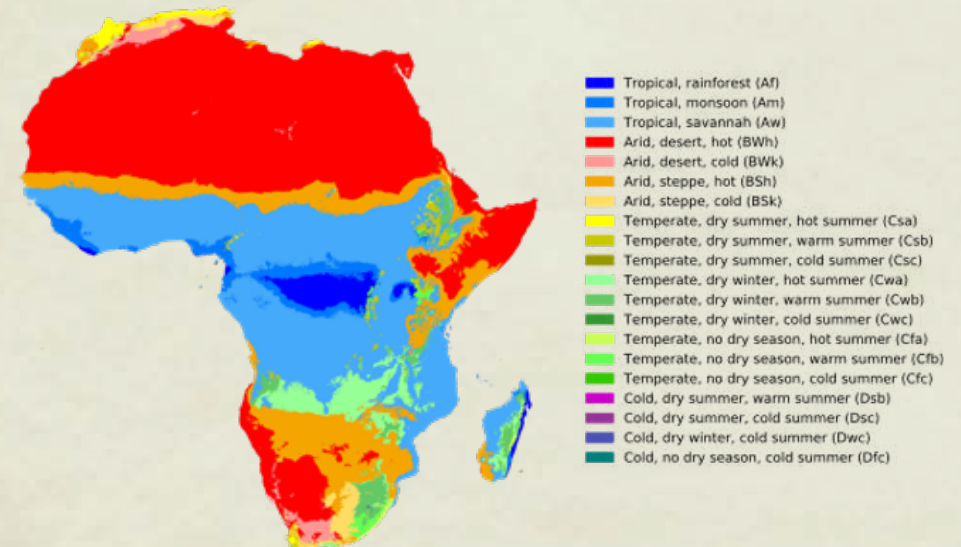 Tropical, rainforest (Af)
Tropical, monsoon (Am)
Tropical, savannah (Aw)
Arid, desert, hot (BWh)
Arid, desert, cold (BWk)
Arid, steppe, hot (BSh)
Arid, steppe, cold (BSk)
Temperate, dry summer, hot summer (Csa)
Temperate, dry summer, warm summer (Csb)
Temperate, dry summer, cold summer (Csc)
Temperate, dry winter, hot summer (Cwa)
Temperate, dry winter, warm summer (Cwb)
Temperate, dry winter, cold summer (Cwc)
Temperate, no dry season, hot summer (Cfa)
Temperate, no dry season, warm summer (Cfb)
Temperate, no dry season, cold summer (Cfc)
Cold, dry summer, warm summer (Dsb)
Cold, dry summer, cold summer (Dsc)
Cold, dry winter, cold summer (Dwc)
Cold, no dry season, cold summer (Dfc)